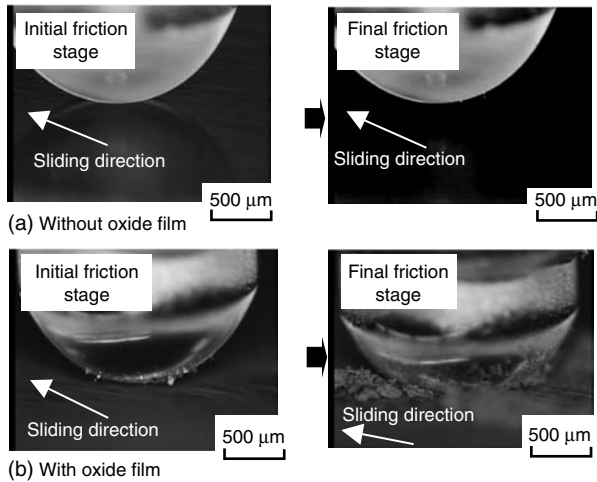 Initial friction
stage
Sliding direction
500 μm
Final friction
stage
Sliding direction
500 μm
(a) Without oxide film
Initial friction
stage
Sliding direction
500 μm
Final friction
stage
Sliding direction
500 μm
(b) With oxide film